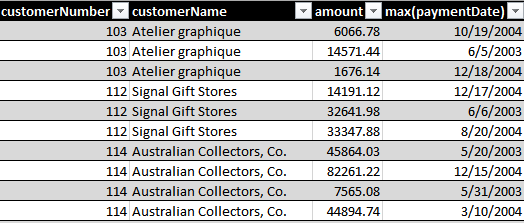 customerNumber customerName amount max(paymentDate)
103 Atelier graphique 6066.78 10/19/2004
103 Atelier graphique 14571.44 6/5/2003
103 Atelier graphique 1676.14 12/18/2004
112 Signal Gift Stores 14191.12 12/17/2004
112 Signal Gift Stores 32641.98 6/6/2003
112 Signal Gift Stores 33347.88 8/20/2004
114 Australian Collectors, Co. 45864.03 5/20/2003
114 Australian Collectors, Co. 82261.22 12/15/2004
114 Australian Collectors, Co. 7565.08 5/31/2003
114 Australian Collectors, Co. 44894.74 3/10/2004